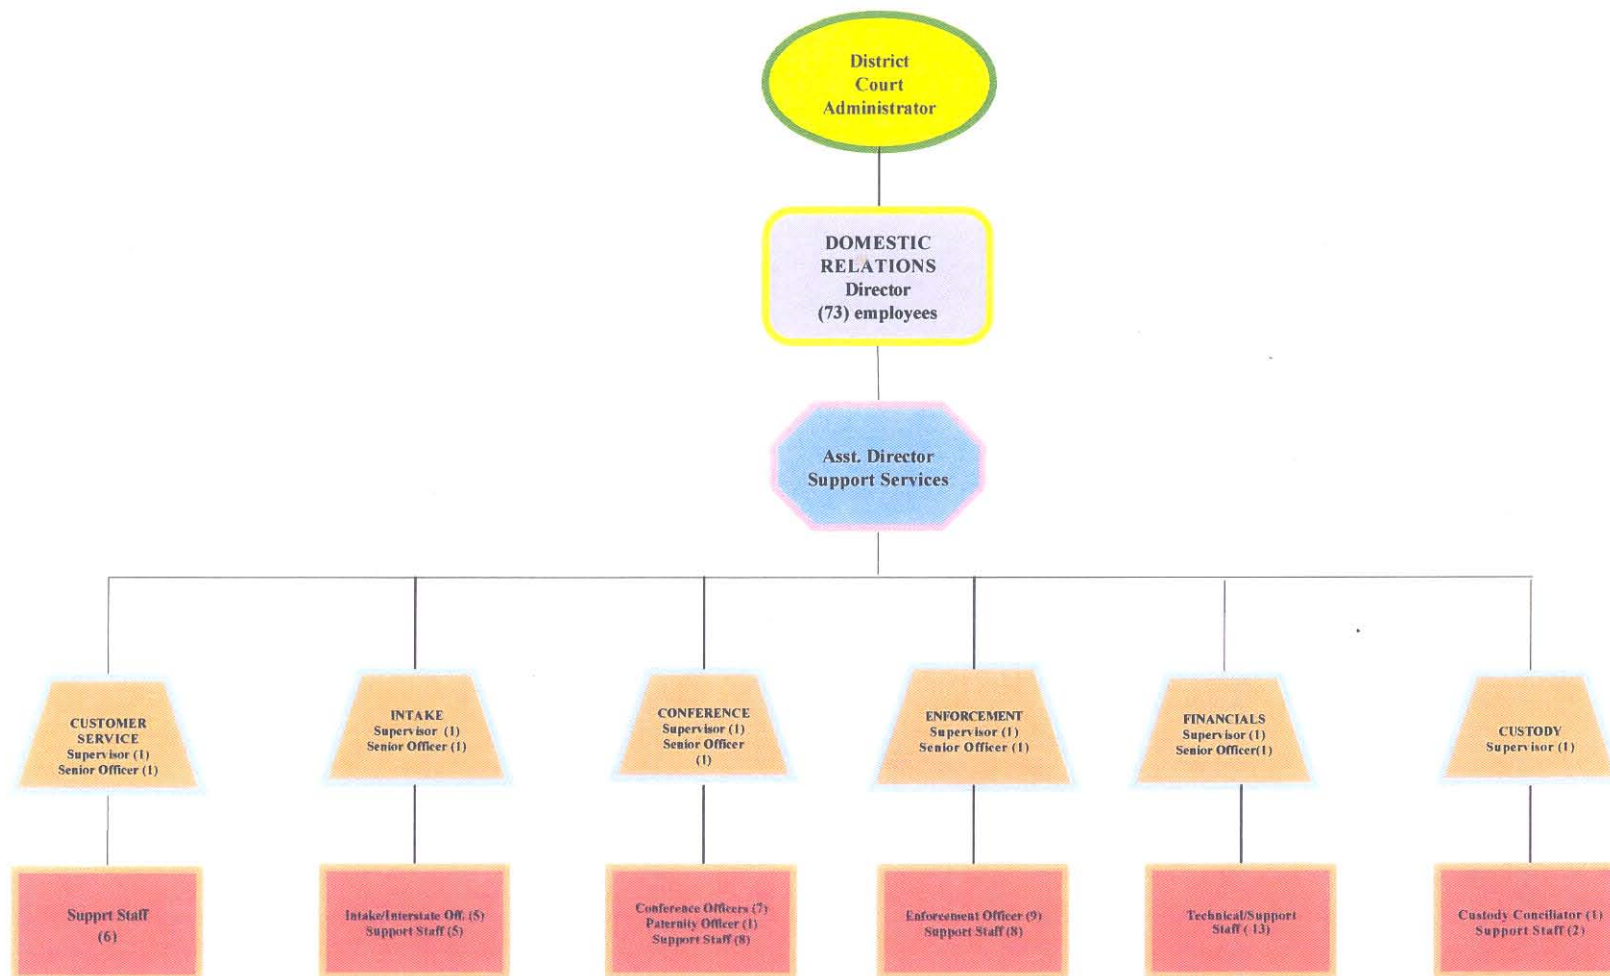 District
Court
Administrator
DOMESTIC
RELATIONS
Director
(73) employees
Asst. Director
Support Services
CUSTOMER
SERVICE
Supervisor (1)
Senior Officer (1)
INTAKE
Supervisor (1)
Senior Officer (1)
CONFERENCE
Supervisor (1)
Senior Officer
(1)
ENFORCEMENT
Supervisor (1)
Senior Officer (1)
FINANCIALS
Supervisor (1)
Senior Officer(1)
CUSTODY
Supervisor (1)
Supprt Staff
(6)
Intake/Interstate Off. (5)
Support Staff (5)
Conference Officers (7)
Paternity Officer (1)
Support Staff (8)
Enforcement Officer (9)
Support Staff (8)
Technical/Support
Staff ( 13)
Custody Conciliator (1)
Support Staff (2)